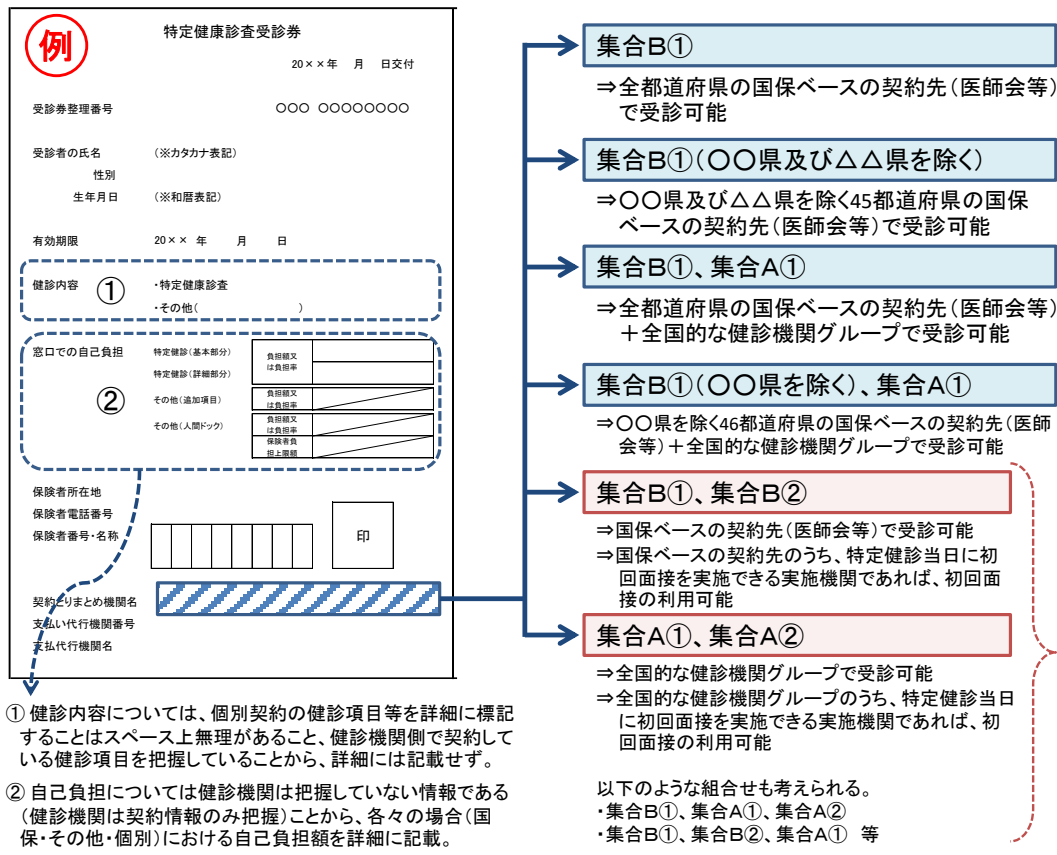 例
特定健康診査受診券
20××年 月 日交付
受診券整理番号 〇〇〇 〇〇〇〇〇〇〇〇
受診者の氏名 (※カタカナ表記)
性別
生年月日 (※和暦表記)
有効期限 20×× 年 月 日
健診内容 ① ・特定健康診査
・その他( )
窓口での自己負担 特定健診(基本部分) 負担額又
は負担率
特定健診(詳細部分)
② その他(追加項目) 負担額又
は負担率
その他(人間ドック) 負担額又
は負担率
保険者負
担上限額
保険者所在地
保険者電話番号
保険者番号・名称 印
契約とりまとめ機関名
支払い代行機関番号
支払代行機関名
① 健診内容については、個別契約の健診項目等を詳細に標記
することはスペース上無理があること、健診機関側で契約して
いる健診項目を把握していることから、詳細には記載せず。
② 自己負担については健診機関は把握していない情報である
(健診機関は契約情報のみ把握)ことから、各々の場合(国
保・その他・個別)における自己負担額を詳細に記載。
集合B①
⇒全都道府県の国保ベースの契約先(医師会等)
で受診可能
集合B①(〇〇県及び△△県を除く)
⇒〇〇県及び△△県を除く45都道府県の国保
ベースの契約先(医師会等)で受診可能
集合B①、集合A①
⇒全都道府県の国保ベースの契約先(医師会等)
+全国的な健診機関グループで受診可能
集合B①(〇〇県を除く)、集合A①
⇒〇〇県を除く46都道府県の国保ベースの契約先(医師
会等)+全国的な健診機関グループで受診可能
集合B①、集合B②
⇒国保ベースの契約先(医師会等)で受診可能
⇒国保ベースの契約先のうち、特定健診当日に初
回面接を実施できる実施機関であれば、初回面
接の利用可能
集合A①、集合A②
⇒全国的な健診機関グループで受診可能
⇒全国的な健診機関グループのうち、特定健診当日
に初回面接を実施できる実施機関であれば、初
回面接の利用可能
以下のような組合せも考えられる。
・集合B①、集合A①、集合A②
・集合B①、集合B②、集合A① 等